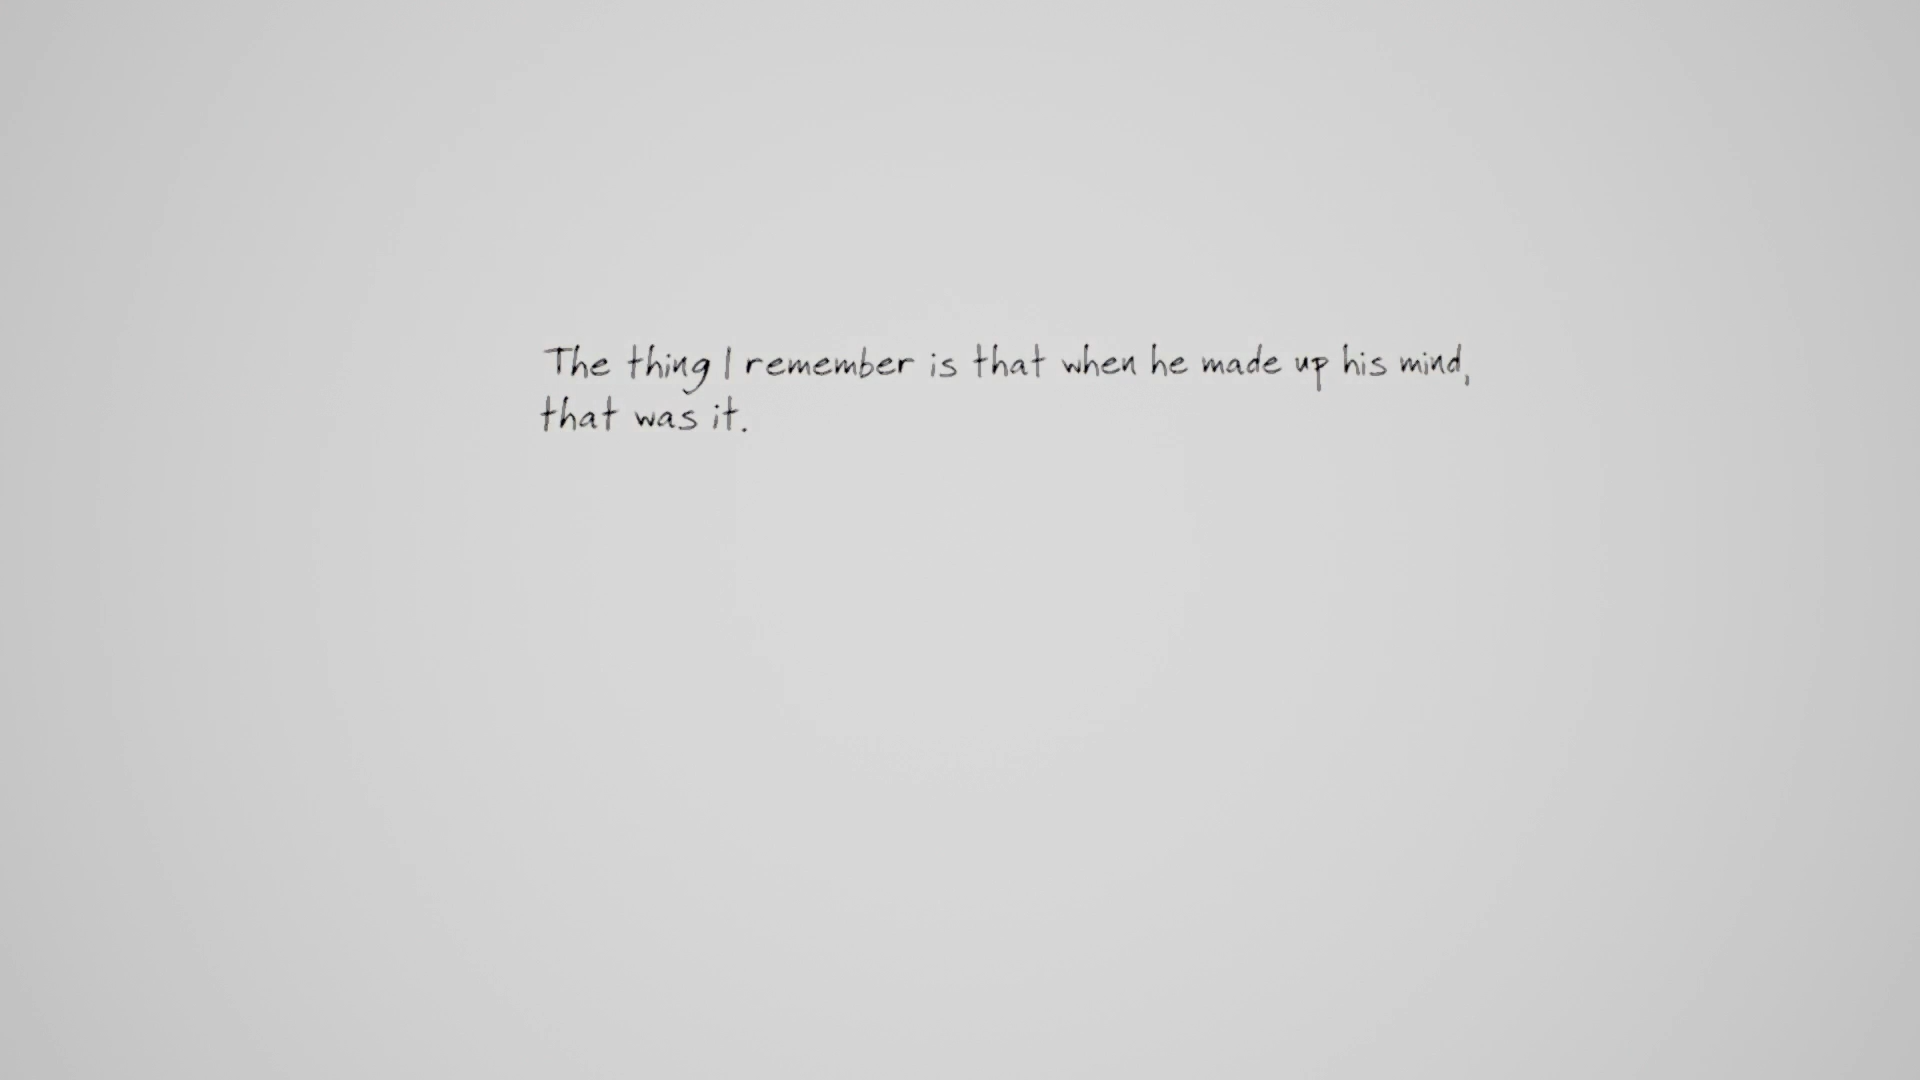 The thing I remember is that when he made up his mind,
that was it.